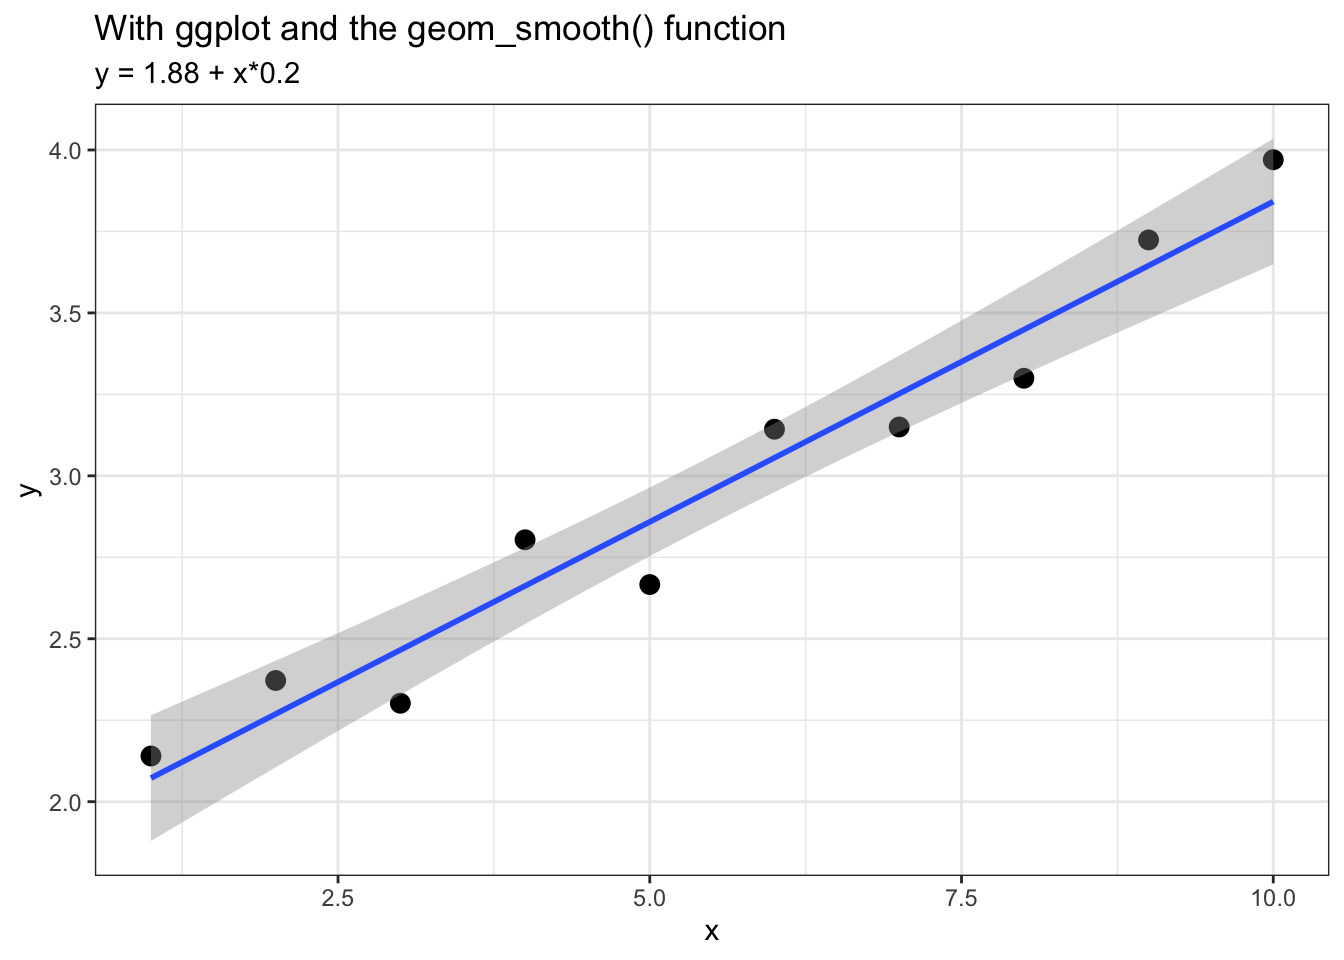 With ggplot and the geom_smooth() function
y = 1.88 + x*0.2
4.0
3.5
3.0
y
2.5
2.0
2.5 5.0 7.5 10.0
x